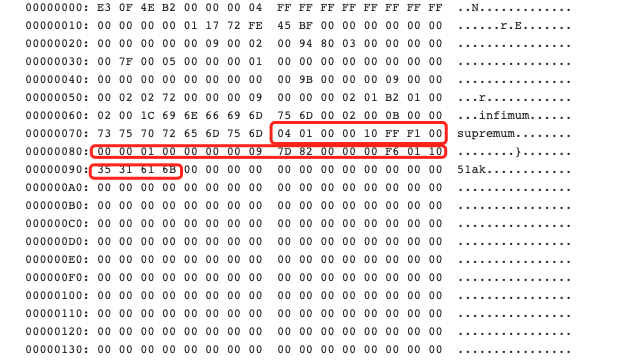 00000000: E3 0F 4E B2 00 00 00 04 FF FF FF FF FF FF FF FF ..N.............
00000010: 00 00 00 00 01 17 72 FE 45 BF 00 00 00 00 00 00 ......r.E.......
00000020: 00 00 00 00 00 09 00 02 00 94 80 03 00 00 00 00 ................
00000030: 00 7F 00 05 00 00 00 01 00 00 00 00 00 00 00 00 ................
00000040: 00 00 00 00 00 00 00 00 00 9B 00 00 00 09 00 00 ................
00000050: 00 02 02 72 00 00 00 09 00 00 00 02 01 B2 01 00 ...r............
00000060: 02 00 1C 69 6E 66 69 6D 75 6D 00 02 00 0B 00 00 ...infimum......
00000070: 73 75 70 72 65 6D 75 6D 04 01 00 00 10 FF F1 00 supremum........
00000080: 00 00 01 00 00 00 00 09 7D 82 00 00 00 F6 01 10 ........}.......
00000090: 35 31 61 6B 00 00 00 00 00 00 00 00 00 00 00 00 51ak............
000000A0: 00 00 00 00 00 00 00 00 00 00 00 00 00 00 00 00 ................
000000B0: 00 00 00 00 00 00 00 00 00 00 00 00 00 00 00 00 ................
000000C0: 00 00 00 00 00 00 00 00 00 00 00 00 00 00 00 00 ................
000000D0: 00 00 00 00 00 00 00 00 00 00 00 00 00 00 00 00 ................
000000E0: 00 00 00 00 00 00 00 00 00 00 00 00 00 00 00 00 ................
000000F0: 00 00 00 00 00 00 00 00 00 00 00 00 00 00 00 00 ................
00000100: 00 00 00 00 00 00 00 00 00 00 00 00 00 00 00 00 ................
00000110: 00 00 00 00 00 00 00 00 00 00 00 00 00 00 00 00 ................
00000120: 00 00 00 00 00 00 00 00 00 00 00 00 00 00 00 00 ................
00000130: 00 00 00 00 00 00 00 00 00 00 00 00 00 00 00 00 ................